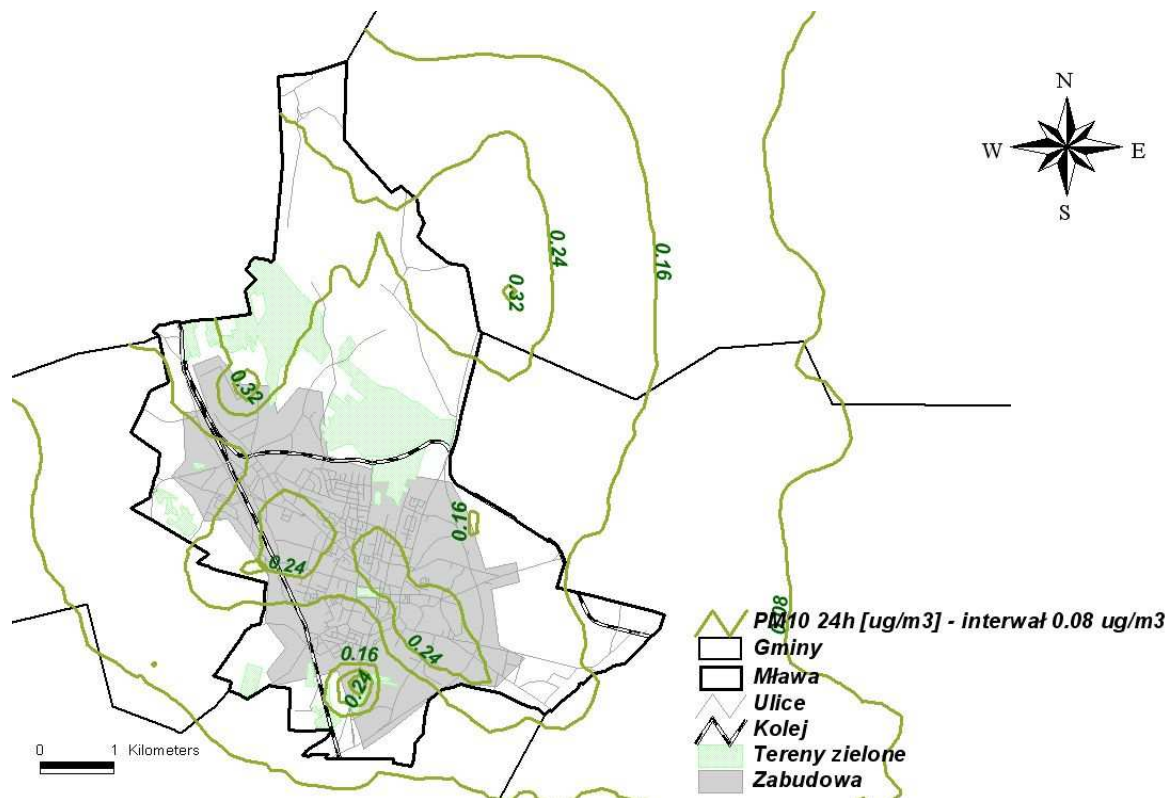 N
W E
S
0.24
0.16
0.32
0.32
0.16
0.24
0.08
0.16
0.24
0.24
PM10 24h [ug/m3] - interwał 0.08 ug/m3
Gminy
Mława
Ulice
Kolej
Tereny zielone
Zabudowa
0 1 Kilometers